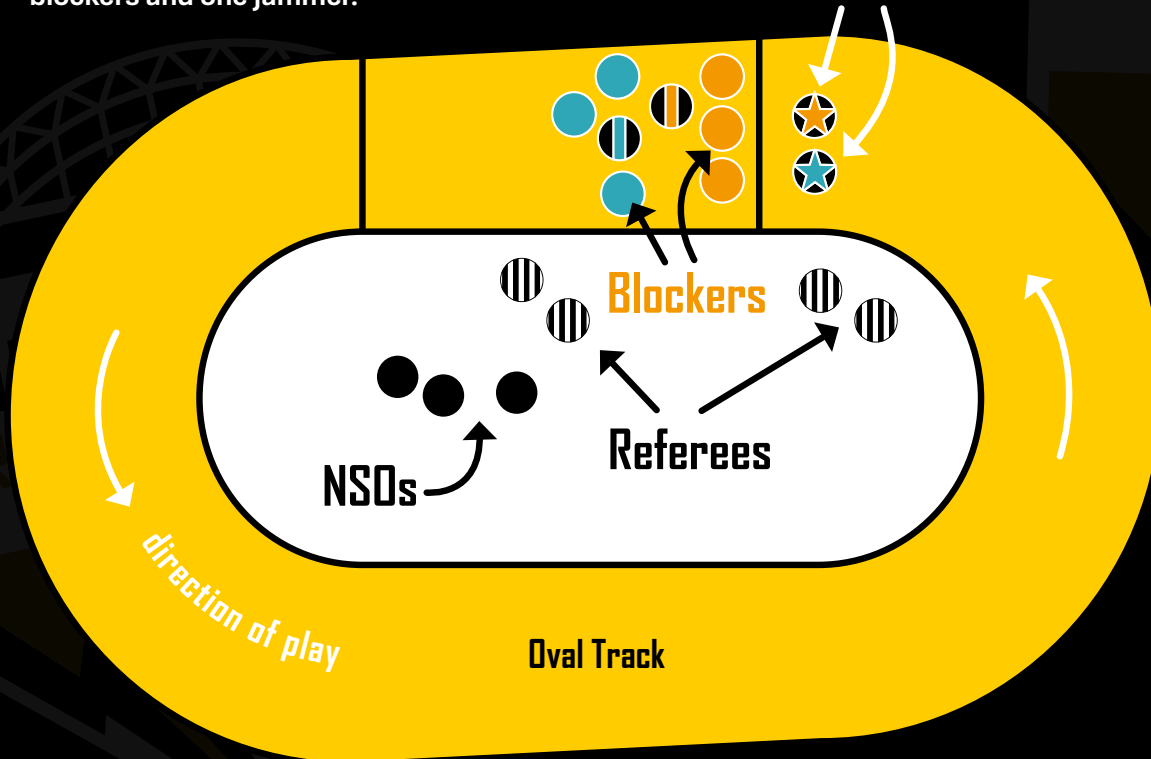 blockers and one jammer.
Blockers
Referees
NSOs
direction of play
Oval Track